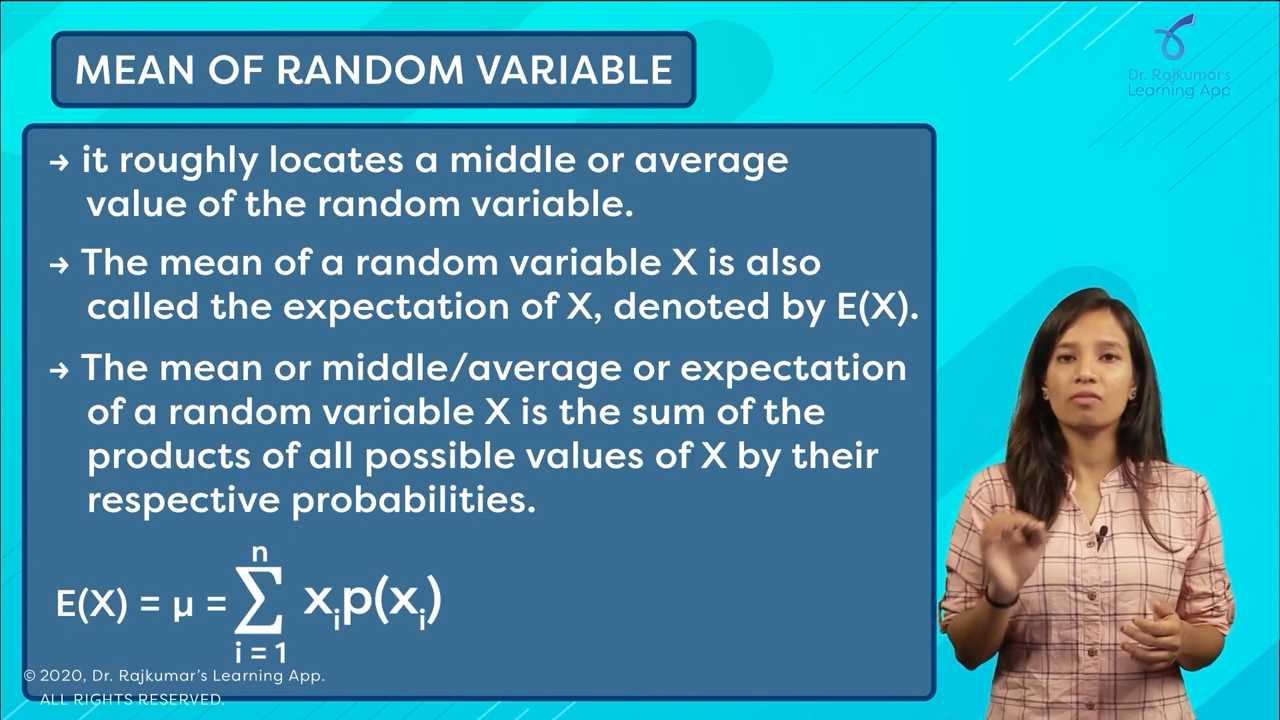 MEAN OF RANDOM VARIABLE
Dr. Rajkumar's
Learning App
→ it roughly locates a middle or average
value of the random variable.
→ The mean of a random variable X is also
called the expectation of X, denoted by E(X).
→ The mean or middle/average or expectation
of a random variable X is the sum of the
products of all possible values of X by their
respective probabilities.
n
E(X) = μ = Σ xᵢp(xᵢ)
i = 1
© 2020, Dr. Rajkumar's Learning App.
ALL RIGHTS RESERVED.